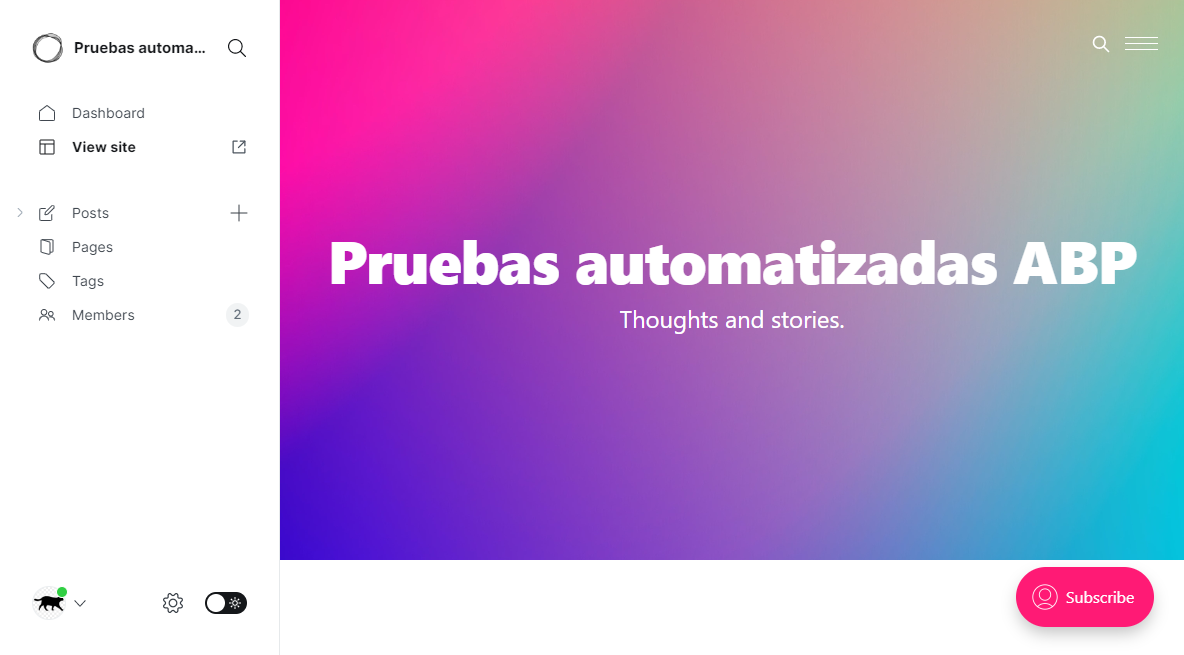 Pruebas automa...
Dashboard
View site
Posts
Pages
Tags
Members
2
Pruebas automatizadas ABP
Thoughts and stories.
Subscribe